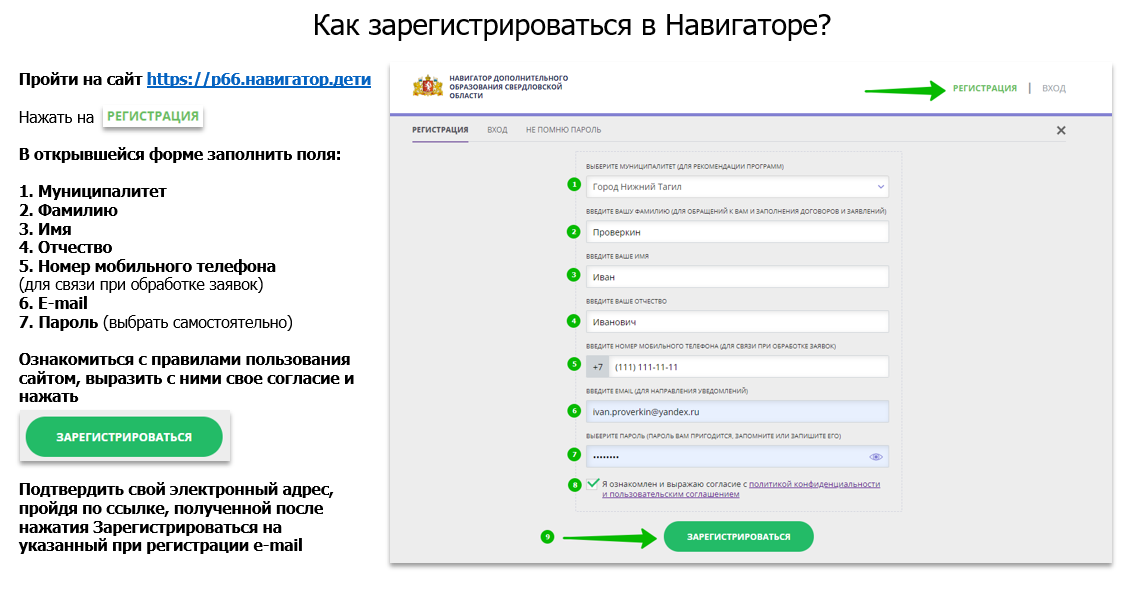 Как зарегистрироваться в Навигаторе?
Пройти на сайт https://р66.навигатор.дети
Нажать на РЕГИСТРАЦИЯ
В открывшейся форме заполнить поля:
1. Муниципалитет
2. Фамилию
3. Имя
4. Отчество
5. Номер мобильного телефона
(для связи при обработке заявок)
6. E-mail
7. Пароль (выбрать самостоятельно)
Ознакомиться с правилами пользования
сайтом, выразить с ними свое согласие и
нажать
ЗАРЕГИСТРИРОВАТЬСЯ
Подтвердить свой электронный адрес,
пройдя по ссылке, полученной после
нажатия Зарегистрироваться на
указанный при регистрации e-mail
НАВИГАТОР ДОПОЛНИТЕЛЬНОГО
ОБРАЗОВАНИЯ СВЕРДЛОВСКОЙ
ОБЛАСТИ
РЕГИСТРАЦИЯ | ВХОД
РЕГИСТРАЦИЯ ВХОД НЕ ПОМНЮ ПАРОЛЬ
ВЫБЕРИТЕ МУНИЦИПАЛИТЕТ (ДЛЯ РЕКОМЕНДАЦИИ ПРОГРАММ)
1 Город Нижний Тагил
ВВЕДИТЕ ВАШУ ФАМИЛИЮ (ДЛЯ ОБРАЩЕНИЙ К ВАМ И ЗАПОЛНЕНИЯ ДОГОВОРОВ И ЗАЯВЛЕНИЙ)
2 Проверкин
ВВЕДИТЕ ВАШЕ ИМЯ
3 Иван
ВВЕДИТЕ ВАШЕ ОТЧЕСТВО
4 Иванович
ВВЕДИТЕ НОМЕР МОБИЛЬНОГО ТЕЛЕФОНА (ДЛЯ СВЯЗИ ПРИ ОБРАБОТКЕ ЗАЯВОК)
5 +7 (111) 111-11-11
ВВЕДИТЕ EMAIL (ДЛЯ НАПРАВЛЕНИЯ УВЕДОМЛЕНИЙ)
6 ivan.proverkin@yandex.ru
ВЫБЕРИТЕ ПАРОЛЬ (ПАРОЛЬ ВАМ ПРИГОДИТСЯ, ЗАПОМНИТЕ ИЛИ ЗАПИШИТЕ ЕГО)
7 ••••••••
8 Я ознакомлен и выражаю согласие с политикой конфиденциальности
и пользовательским соглашением
9 ЗАРЕГИСТРИРОВАТЬСЯ